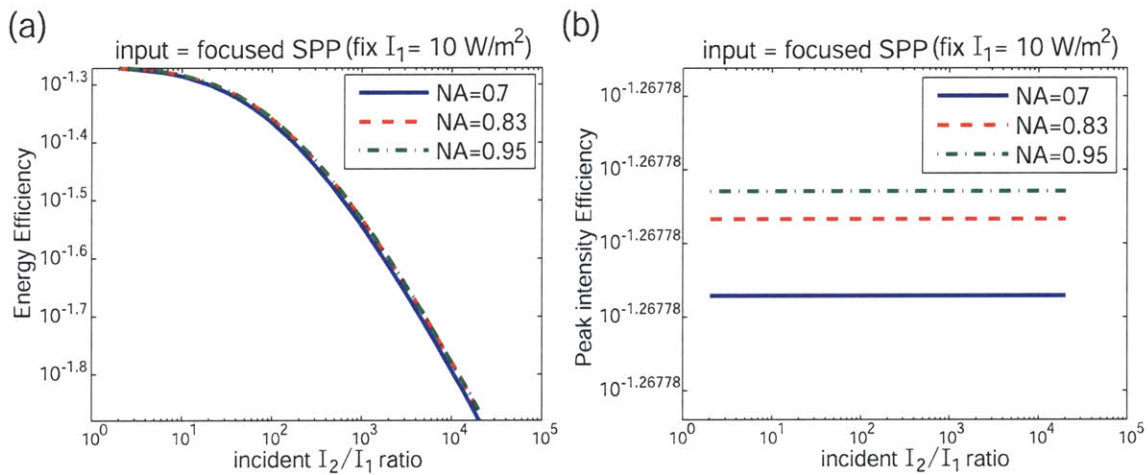 (a)
input = focused SPP (fix I₁ = 10 W/m²)
Energy Efficiency
10⁻¹·³
10⁻¹·⁴
10⁻¹·⁵
10⁻¹·⁶
10⁻¹·⁷
10⁻¹·⁸
NA=0.7
NA=0.83
NA=0.95
10⁰ 10¹ 10² 10³ 10⁴ 10⁵
incident I₂/I₁ ratio
(b)
input = focused SPP (fix I₁ = 10 W/m²)
Peak intensity Efficiency
10⁻¹·²⁶⁷⁷⁸
10⁻¹·²⁶⁷⁷⁸
10⁻¹·²⁶⁷⁷⁸
10⁻¹·²⁶⁷⁷⁸
10⁻¹·²⁶⁷⁷⁸
NA=0.7
NA=0.83
NA=0.95
10⁰ 10¹ 10² 10³ 10⁴ 10⁵
incident I₂/I₁ ratio